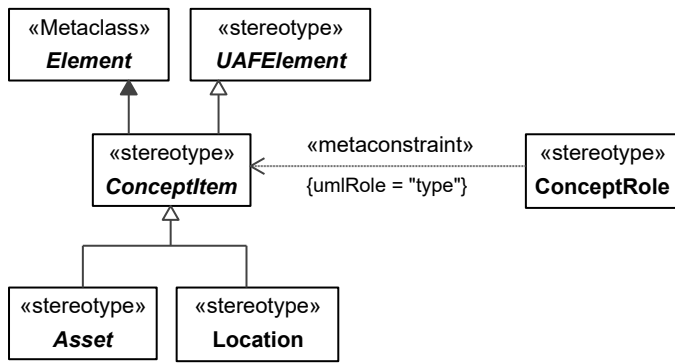 «Metaclass»
Element
«stereotype»
UAFElement
«stereotype»
ConceptItem
«metaconstraint»
{umlRole = "type"}
«stereotype»
ConceptRole
«stereotype»
Asset
«stereotype»
Location